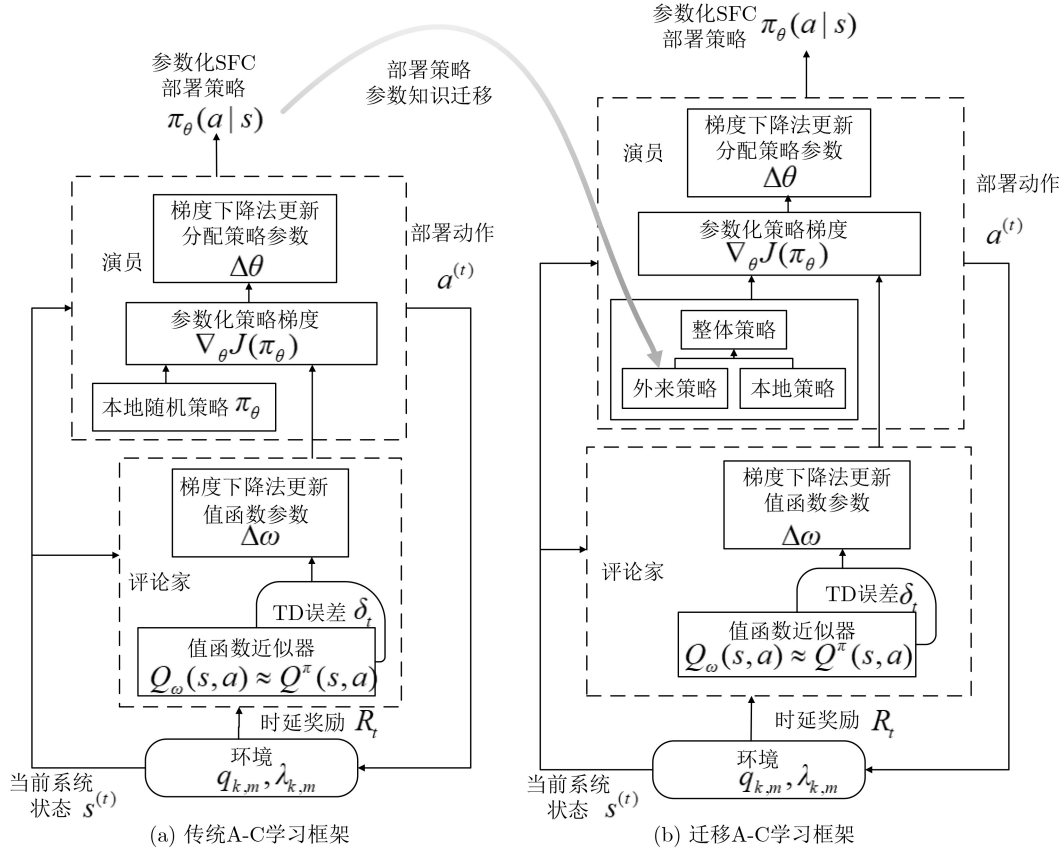 参数化SFC
部署策略
π_θ(a | s)
部署策略
参数知识迁移
演员
梯度下降法更新
分配策略参数
Δθ
部署动作
a^(t)
参数化策略梯度
∇_θ J(π_θ)
本地随机策略 π_θ
评论家
梯度下降法更新
值函数参数
Δω
TD误差 δ_t
值函数近似器
Q_ω(s,a) ≈ Q^π(s,a)
时延奖励 R_t
环境
q_k,m, λ_k,m
当前系统
状态 s^(t)
(a) 传统A-C学习框架
参数化SFC
部署策略 π_θ(a | s)
演员
梯度下降法更新
分配策略参数
Δθ
部署动作
a^(t)
参数化策略梯度
∇_θ J(π_θ)
整体策略
外来策略
本地策略
评论家
梯度下降法更新
值函数参数
Δω
TD误差δ_t
值函数近似器
Q_ω(s,a) ≈ Q^π(s,a)
时延奖励 R_t
环境
q_k,m, λ_k,m
当前系统
状态 s^(t)
(b) 迁移A-C学习框架